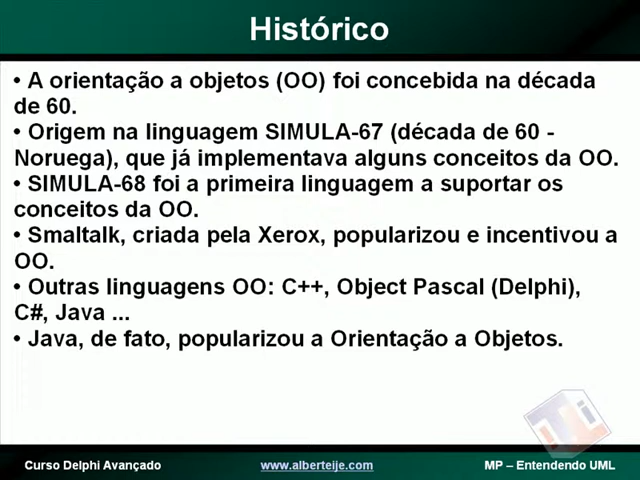 Histórico
• A orientação a objetos (OO) foi concebida na década
de 60.
• Origem na linguagem SIMULA-67 (década de 60 -
Noruega), que já implementava alguns conceitos da OO.
• SIMULA-68 foi a primeira linguagem a suportar os
conceitos da OO.
• Smaltalk, criada pela Xerox, popularizou e incentivou a
OO.
• Outras linguagens OO: C++, Object Pascal (Delphi),
C#, Java ...
• Java, de fato, popularizou a Orientação a Objetos.
Curso Delphi Avançado
www.alberteije.com
MP – Entendendo UML